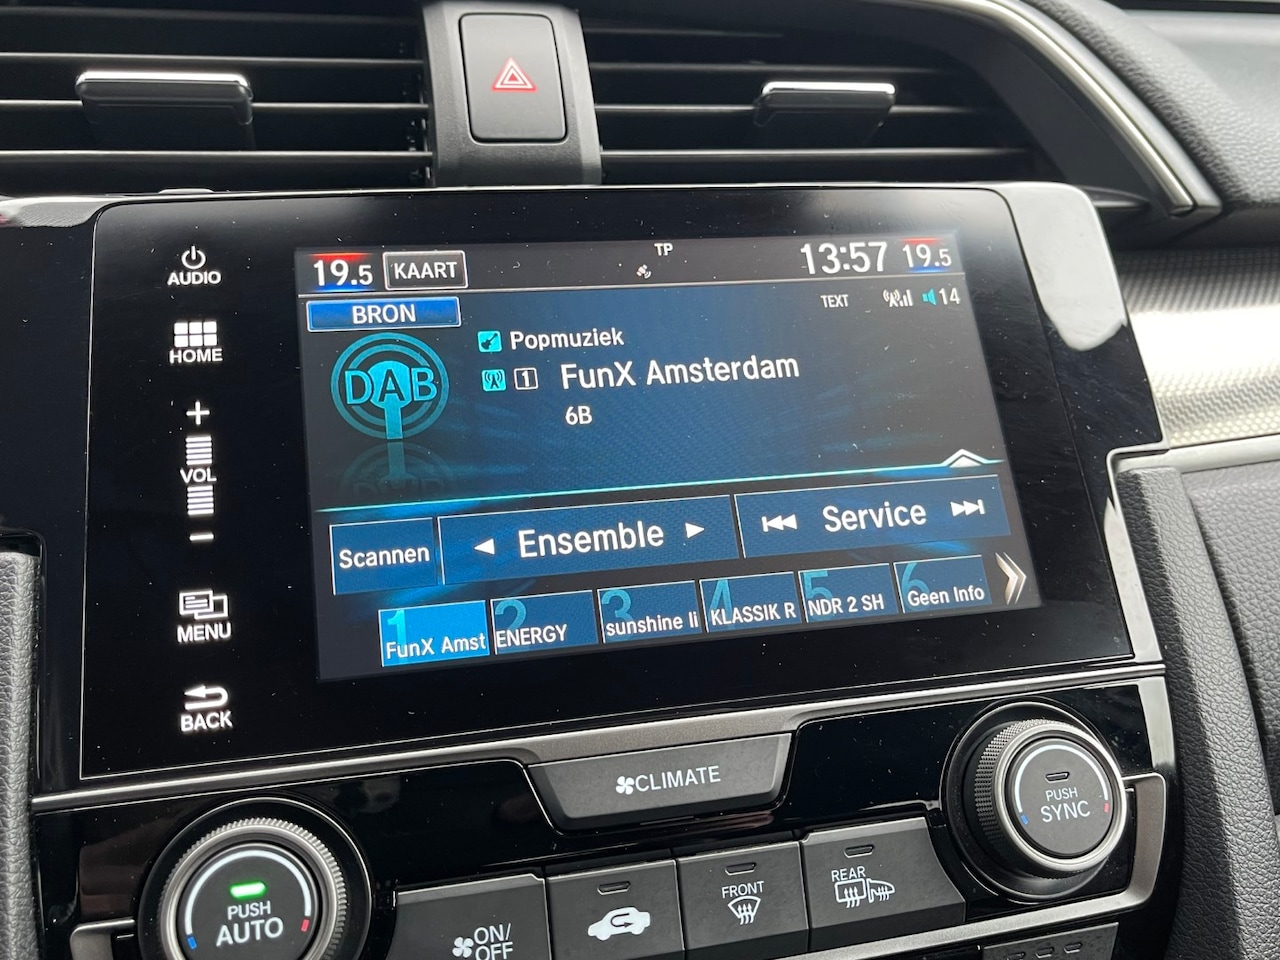 AUDIO
HOME
+
VOL
-
MENU
BACK
19.5 KAART TP 13:57 19.5
BRON TEXT 14
DAB
Popmuziek
1 FunX Amsterdam
6B
Scannen ◄ Ensemble ► Service
1 FunX Amst
2 ENERGY
3 sunshine li
4 KLASSIK R
5 NDR 2 SH
6 Geen Info
CLIMATE
PUSH
AUTO
ON/
OFF
FRONT
REAR
PUSH
SYNC